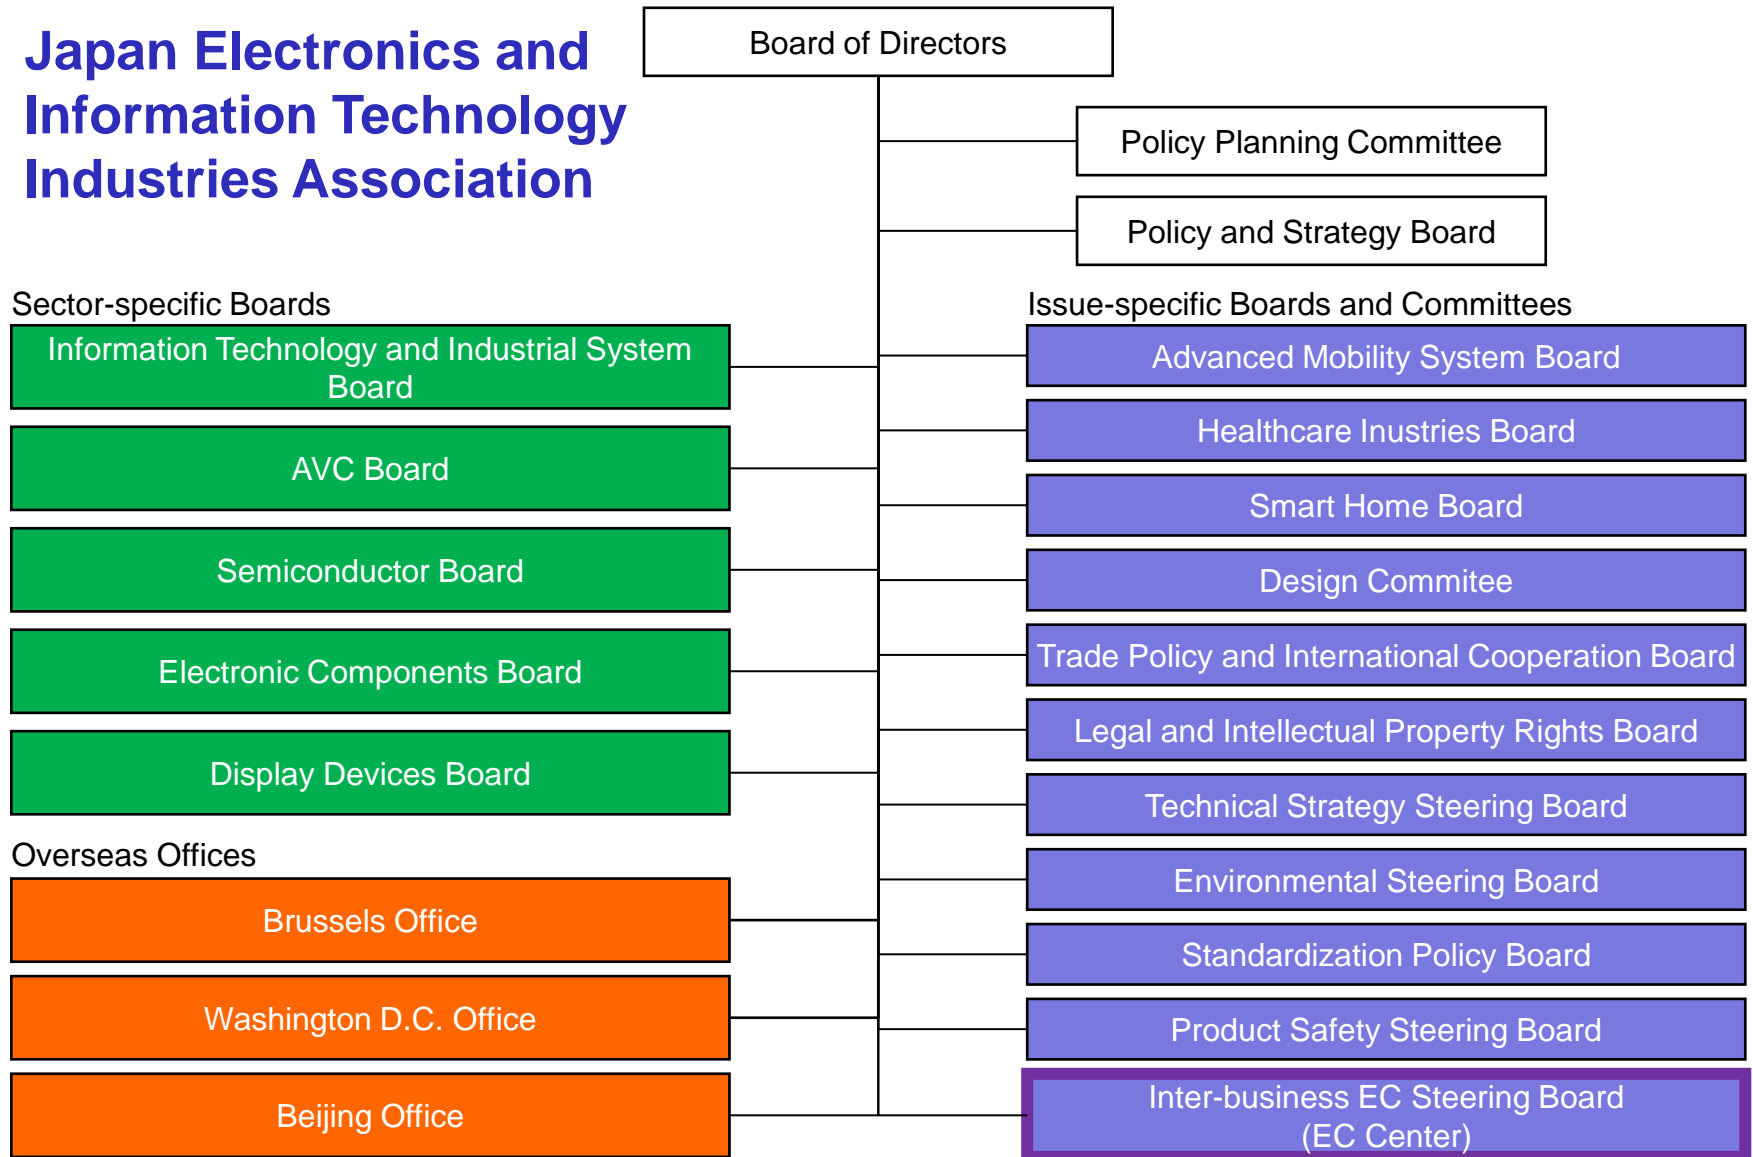 Japan Electronics and
Information Technology
Industries Association
Board of Directors
Policy Planning Committee
Policy and Strategy Board
Sector-specific Boards
Information Technology and Industrial System
Board
AVC Board
Semiconductor Board
Electronic Components Board
Display Devices Board
Overseas Offices
Brussels Office
Washington D.C. Office
Beijing Office
Issue-specific Boards and Committees
Advanced Mobility System Board
Healthcare Inustries Board
Smart Home Board
Design Commitee
Trade Policy and International Cooperation Board
Legal and Intellectual Property Rights Board
Technical Strategy Steering Board
Environmental Steering Board
Standardization Policy Board
Product Safety Steering Board
Inter-business EC Steering Board
(EC Center)